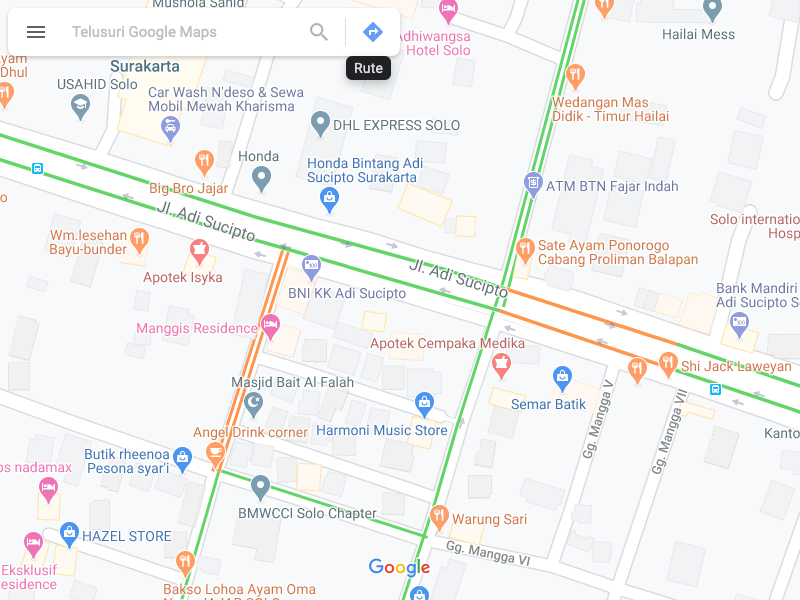 Mushola Sahid
Telusuri Google Maps
Rute
Adhiwangsa
Hotel Solo
Hailai Mess
Surakarta
USAHID Solo
Car Wash N'deso & Sewa
Mobil Mewah Kharisma
Wedangan Mas
Didik - Timur Hailai
DHL EXPRESS SOLO
Honda
Honda Bintang Adi
Sucipto Surakarta
Big Bro Jajar
ATM BTN Fajar Indah
Jl. Adi Sucipto
Wm.lesehan
Bayu-bunder
Solo internatio
Hosp
Sate Ayam Ponorogo
Cabang Proliman Balapan
Apotek Isyka
Jl. Adi Sucipto
BNI KK Adi Sucipto
Bank Mandiri
Adi Sucipto S
Manggis Residence
Apotek Cempaka Medika
Shi Jack Laweyan
Masjid Bait Al Falah
Semar Batik
Gg. Mangga V
Gg. Mangga VII
Harmoni Music Store
Angel Drink corner
Kanto
Butik rheenoa
Pesona syar'i
os nadamax
BMWCCI Solo Chapter
Warung Sari
HAZEL STORE
Gg. Mangga VI
Eksklusif
esidence
Google
Bakso Lohoa Ayam Oma